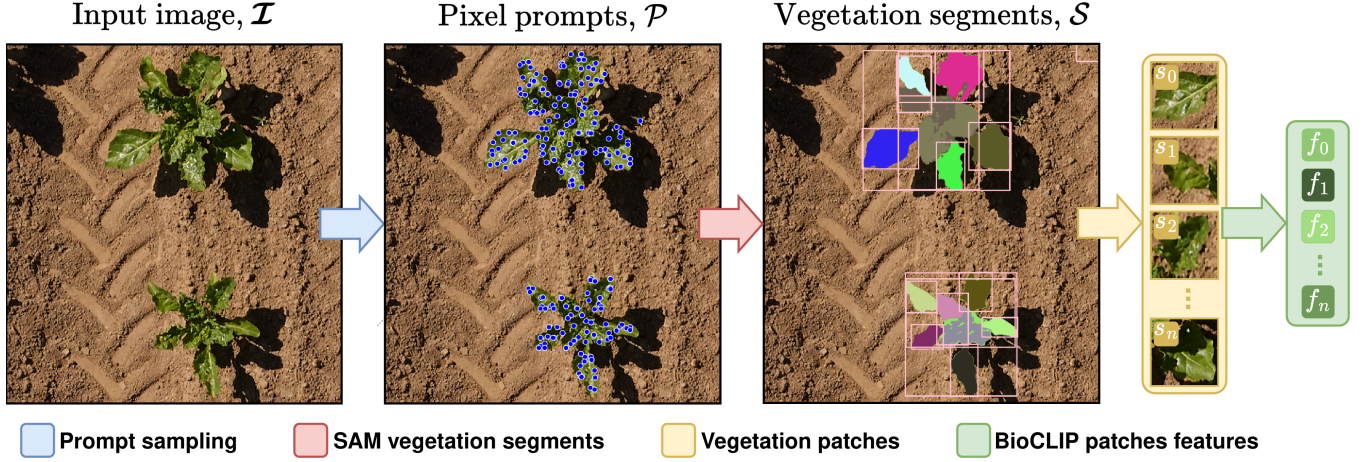 Input image, 𝓘
Pixel prompts, 𝒫
Vegetation segments, 𝒮
s₀
s₁
s₂
⋮
sₙ
f₀
f₁
f₂
⋮
fₙ
Prompt sampling
SAM vegetation segments
Vegetation patches
BioCLIP patches features